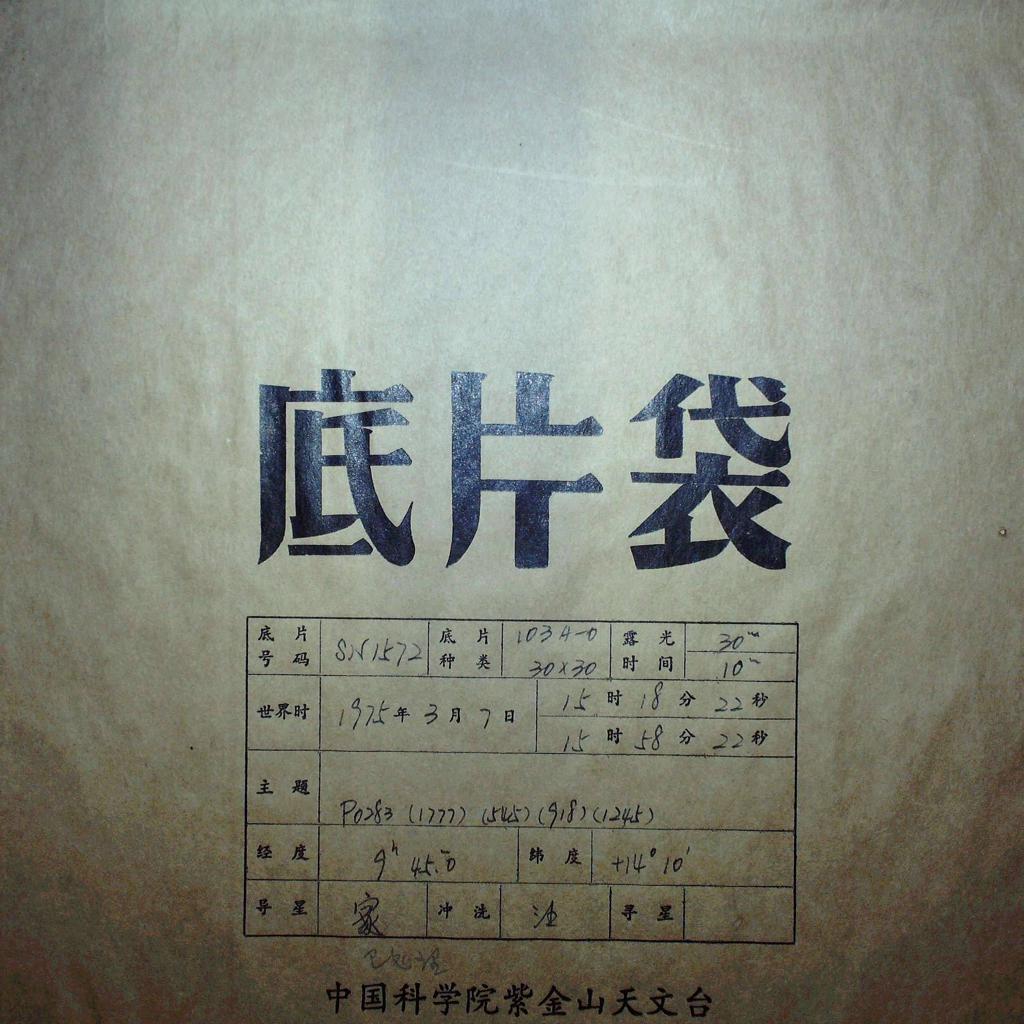 底片袋
底片号码 SN1572 底片种类 103A-0 30×30 露光时间 30ᵐ 10ᵐ
世界时 1975年3月7日 15时18分22秒
15时58分22秒
主题 P0283 (1777) (545) (918) (1245)
经度 9ʰ 45ᵐ.0 纬度 +14° 10′
导星 家 冲洗 寻星
已处理
中国科学院紫金山天文台